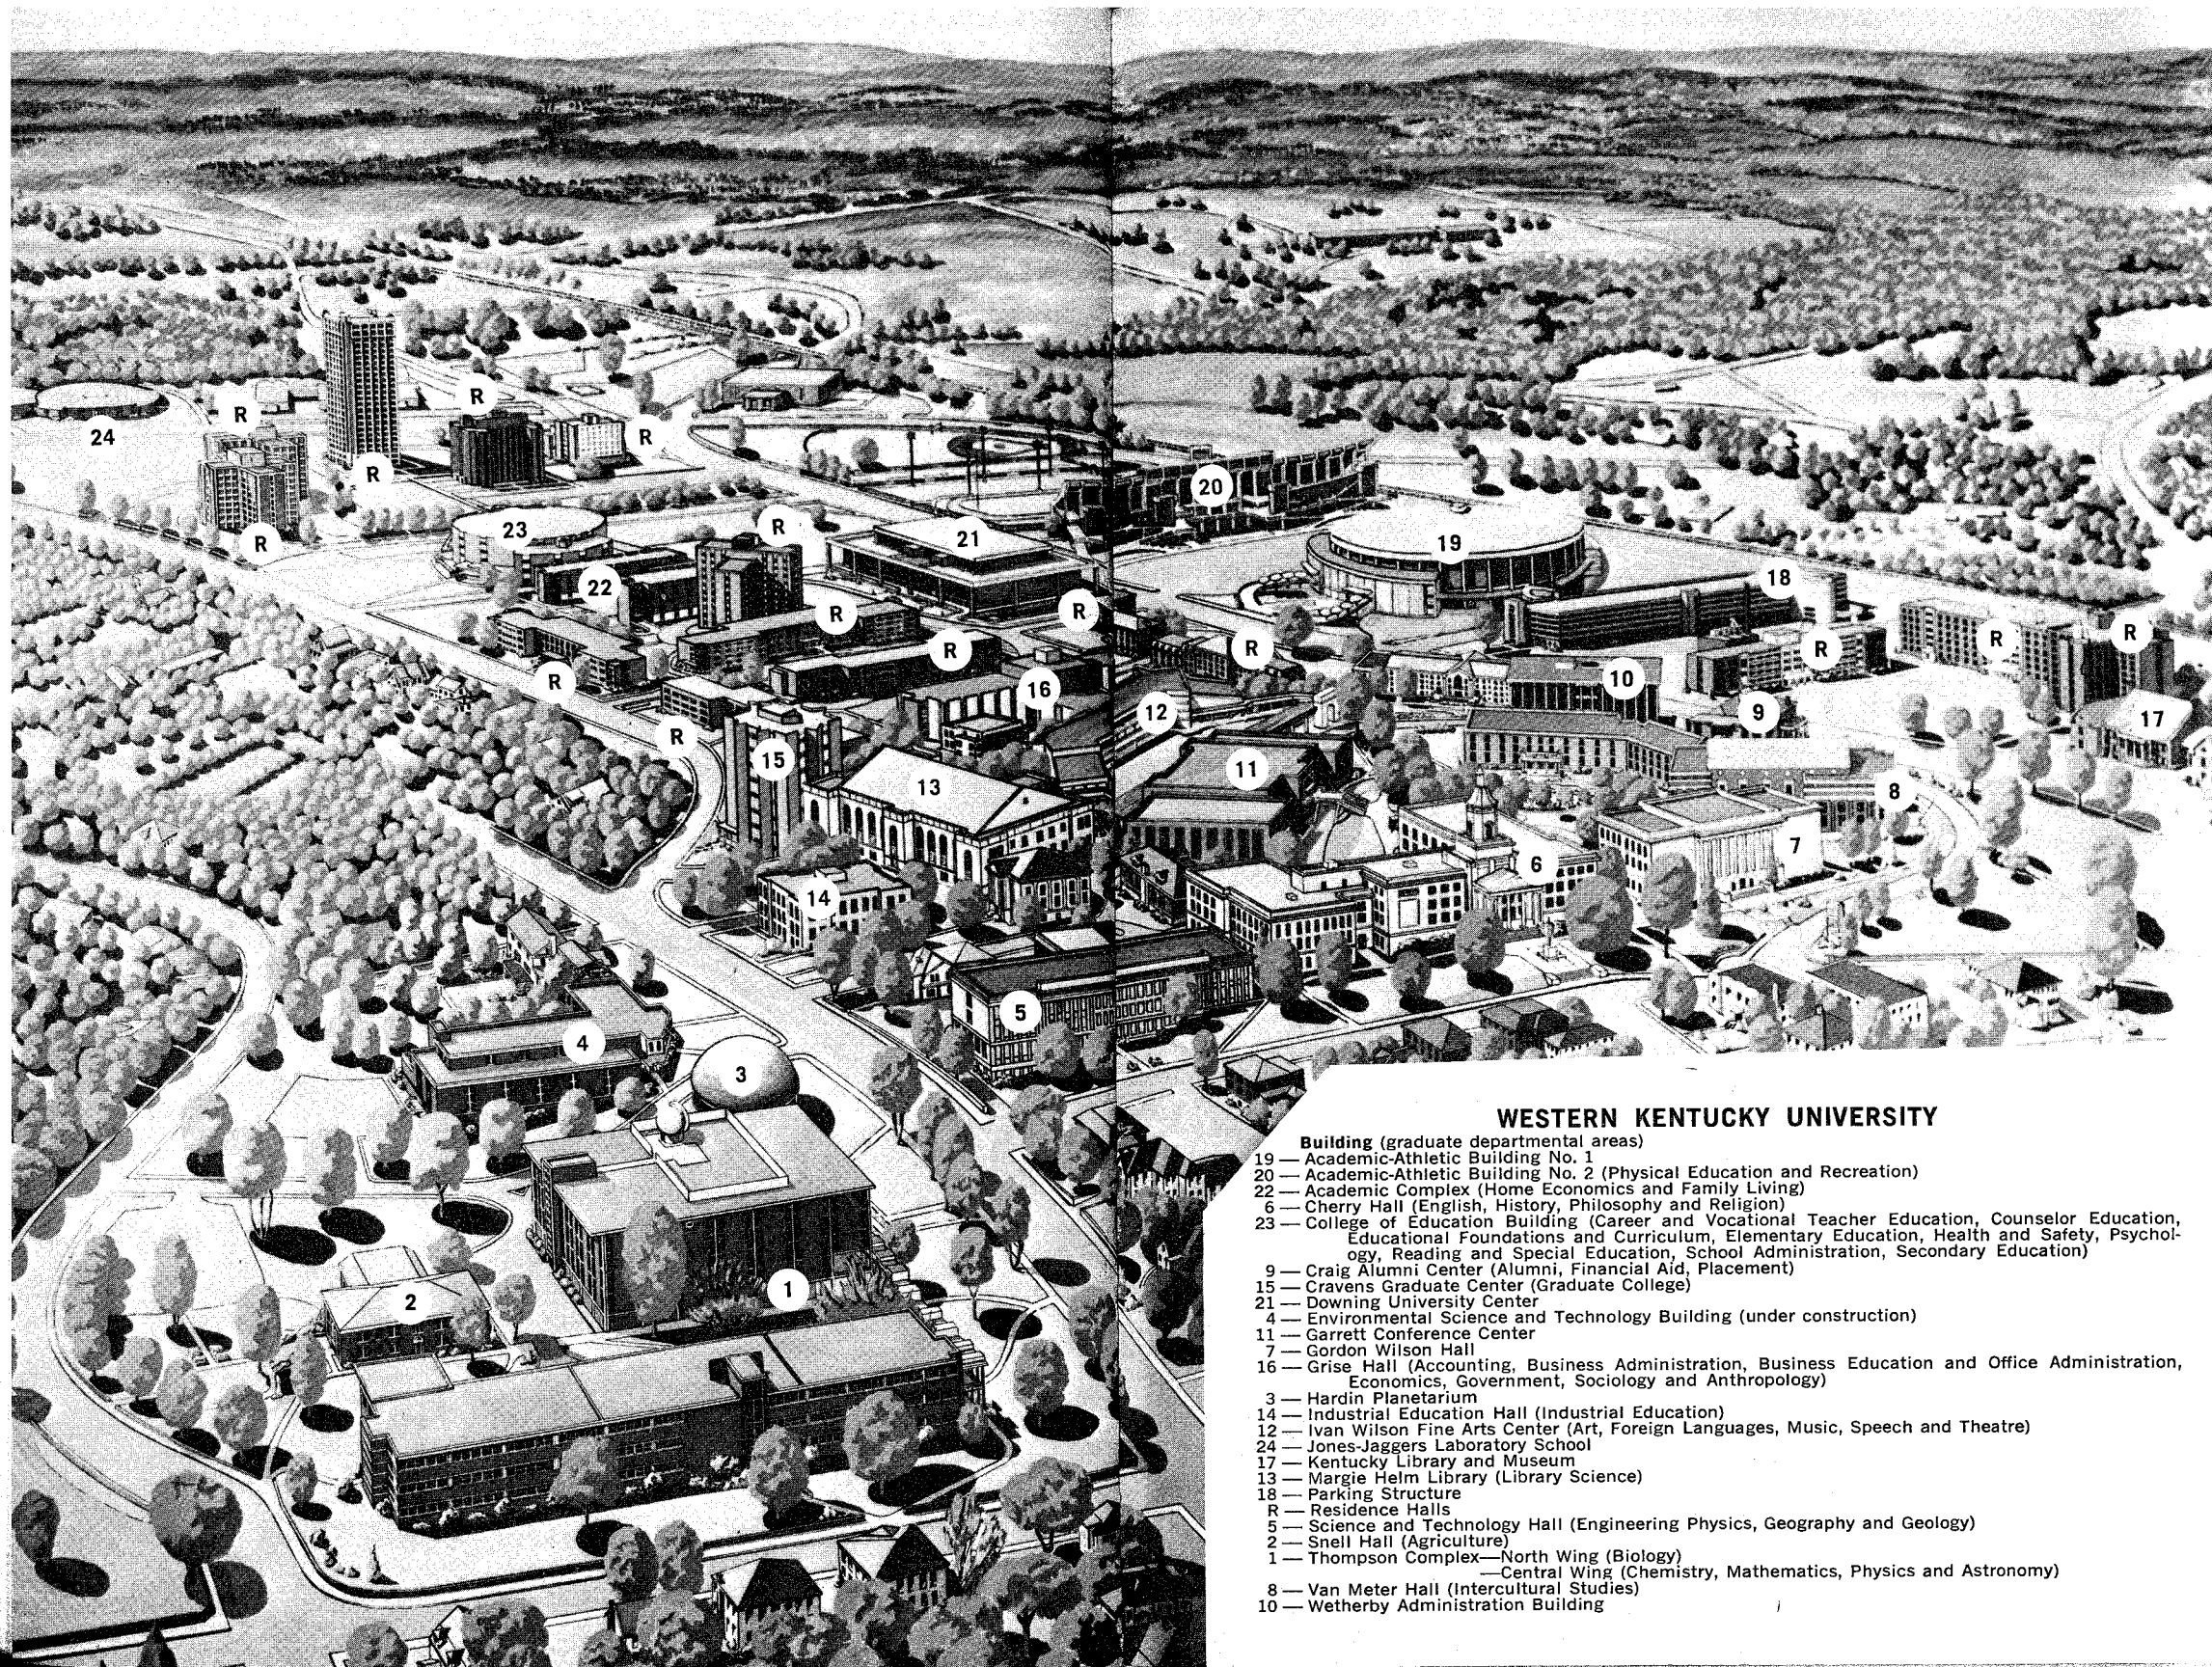 R
R
24
R
R
20
R
23
R
21
19
R
22
18
R
R
R
R
R
R
R
R
16
10
R
12
9
17
R
15
11
13
8
7
6
14
5
4
3
2
1
WESTERN KENTUCKY UNIVERSITY
Building (graduate departmental areas)
19 — Academic-Athletic Building No. 1
20 — Academic-Athletic Building No. 2 (Physical Education and Recreation)
22 — Academic Complex (Home Economics and Family Living)
6 — Cherry Hall (English, History, Philosophy and Religion)
23 — College of Education Building (Career and Vocational Teacher Education, Counselor Education,
Educational Foundations and Curriculum, Elementary Education, Health and Safety, Psychol-
ogy, Reading and Special Education, School Administration, Secondary Education)
9 — Craig Alumni Center (Alumni, Financial Aid, Placement)
15 — Cravens Graduate Center (Graduate College)
21 — Downing University Center
4 — Environmental Science and Technology Building (under construction)
11 — Garrett Conference Center
7 — Gordon Wilson Hall
16 — Grise Hall (Accounting, Business Administration, Business Education and Office Administration,
Economics, Government, Sociology and Anthropology)
3 — Hardin Planetarium
14 — Industrial Education Hall (Industrial Education)
12 — Ivan Wilson Fine Arts Center (Art, Foreign Languages, Music, Speech and Theatre)
24 — Jones-Jaggers Laboratory School
17 — Kentucky Library and Museum
13 — Margie Helm Library (Library Science)
18 — Parking Structure
R — Residence Halls
5 — Science and Technology Hall (Engineering Physics, Geography and Geology)
2 — Snell Hall (Agriculture)
1 — Thompson Complex—North Wing (Biology)
—Central Wing (Chemistry, Mathematics, Physics and Astronomy)
8 — Van Meter Hall (Intercultural Studies)
10 — Wetherby Administration Building